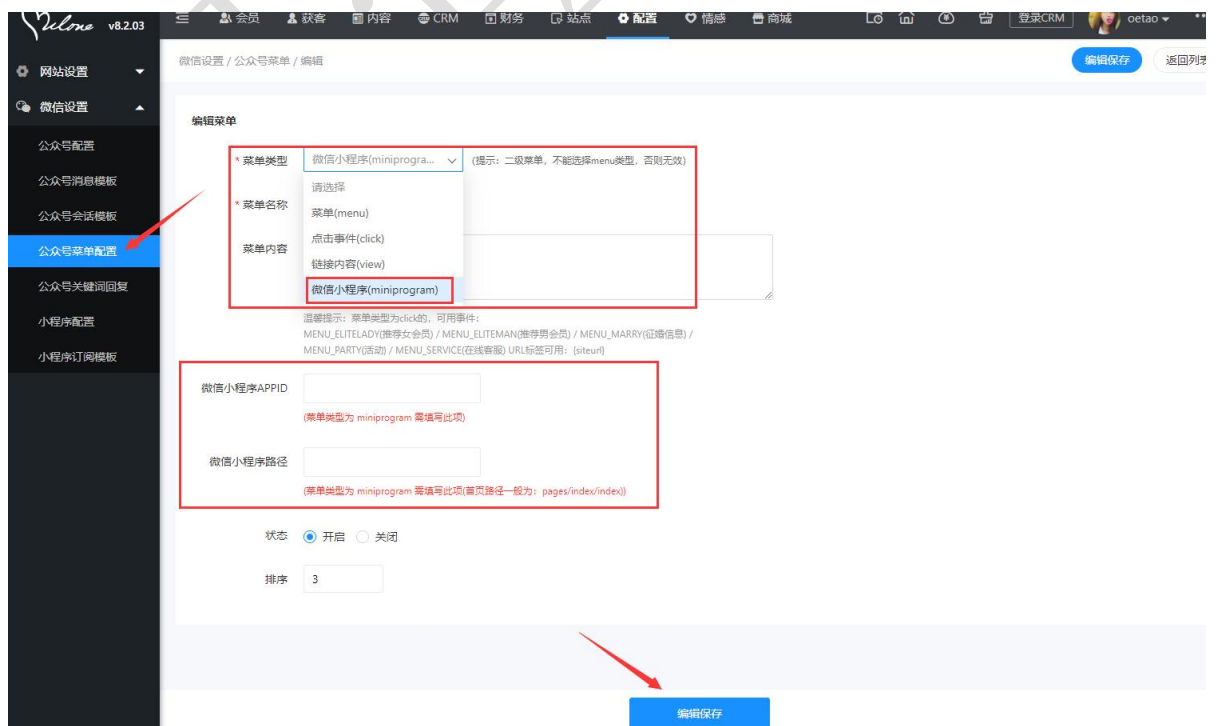 Velone v8.2.03
会员 获客 内容 CRM 财务 站点 配置 情感 商城 登录CRM oetao
网站设置
微信设置
公众号配置
公众号消息模板
公众号会话模板
公众号菜单配置
公众号关键词回复
小程序配置
小程序订阅模板
微信设置 / 公众号菜单 / 编辑
编辑保存 返回列表
编辑菜单
* 菜单类型 微信小程序(miniprogra... (提示：二级菜单，不能选择menu类型，否则无效)
请选择
* 菜单名称
菜单(menu)
点击事件(click)
菜单内容
链接内容(view)
微信小程序(miniprogram)
温馨提示：菜单类型为click的，可用事件：
MENU_ELITELADY(推荐女会员) / MENU_ELITEMAN(推荐男会员) / MENU_MARRY(征婚信息) /
MENU_PARTY(活动) / MENU_SERVICE(在线客服) URL标签可用：{siteurl}
微信小程序APPID
(菜单类型为 miniprogram 需填写此项)
微信小程序路径
(菜单类型为 miniprogram 需填写此项(首页路径一般为：pages/index/index))
状态 开启 关闭
排序 3
编辑保存